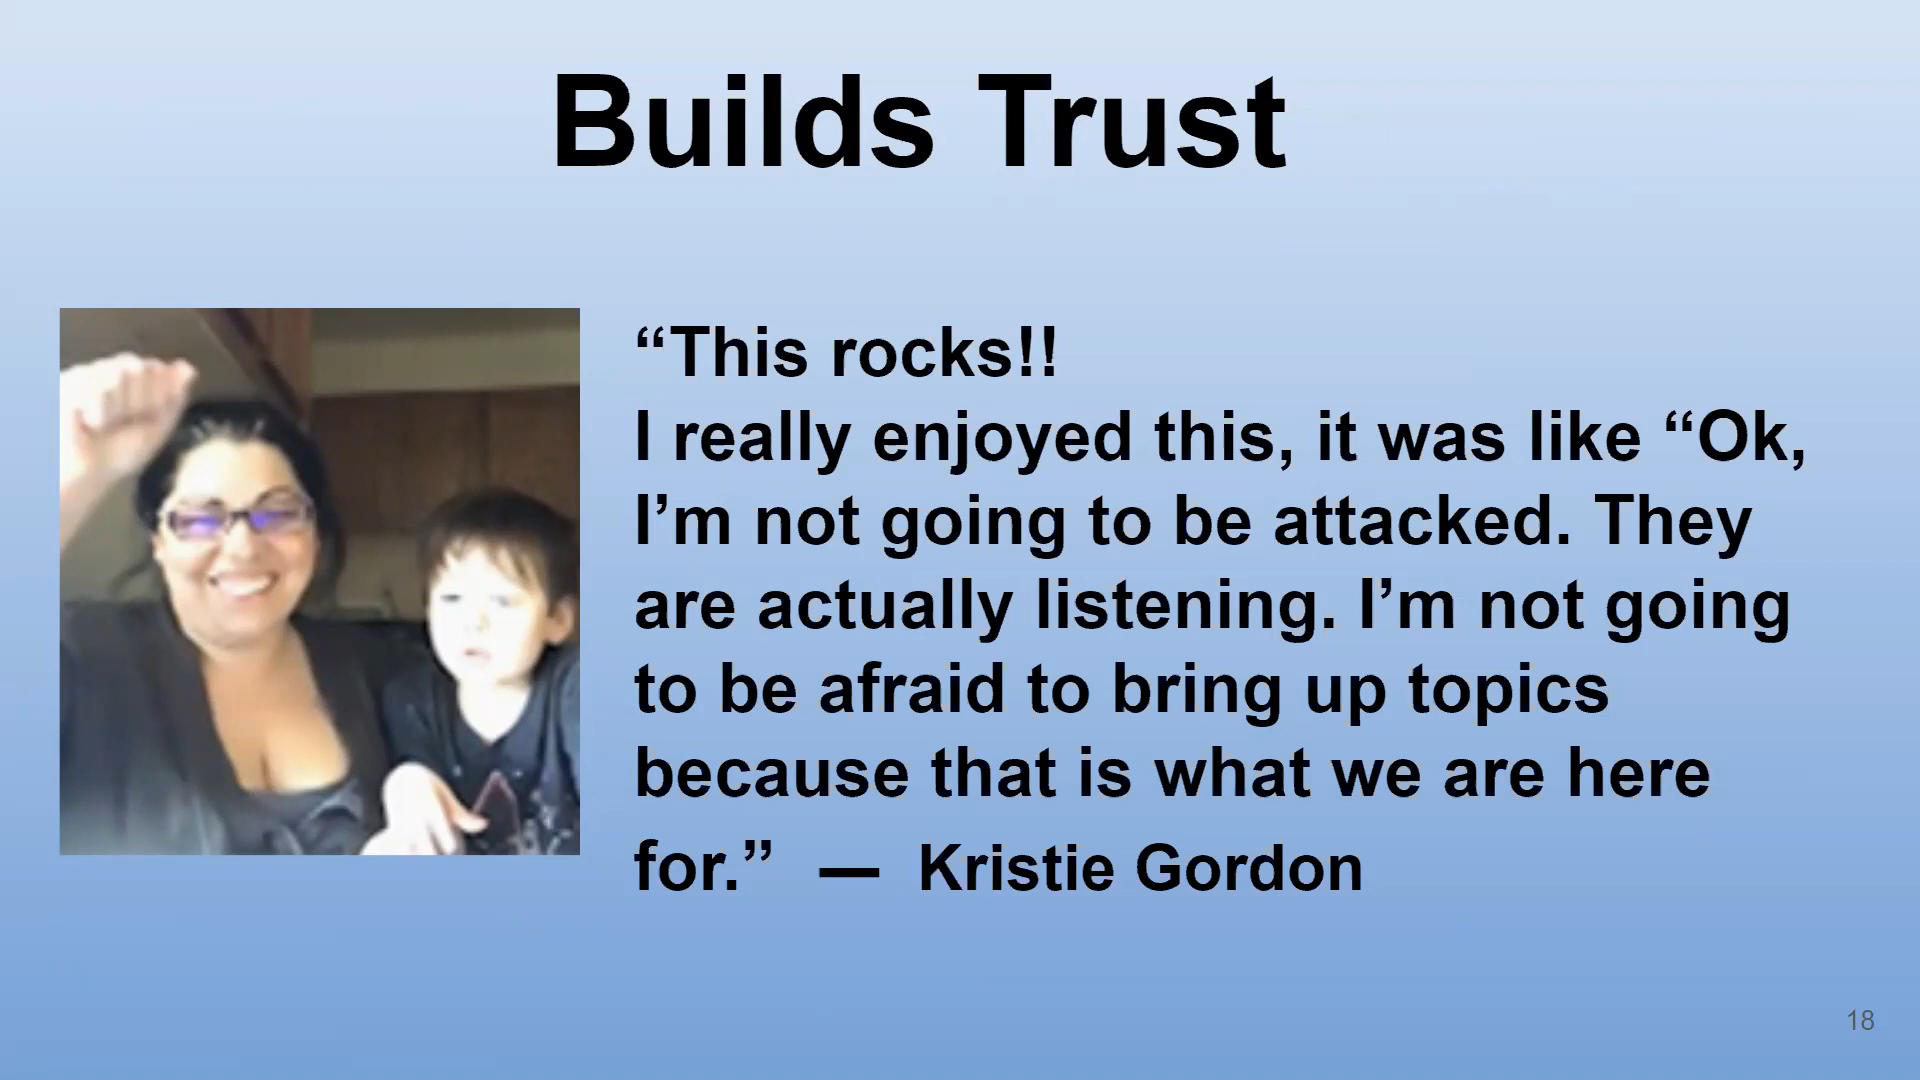 Builds Trust
“This rocks!!
I really enjoyed this, it was like “Ok,
I’m not going to be attacked. They
are actually listening. I’m not going
to be afraid to bring up topics
because that is what we are here
for.” — Kristie Gordon
18